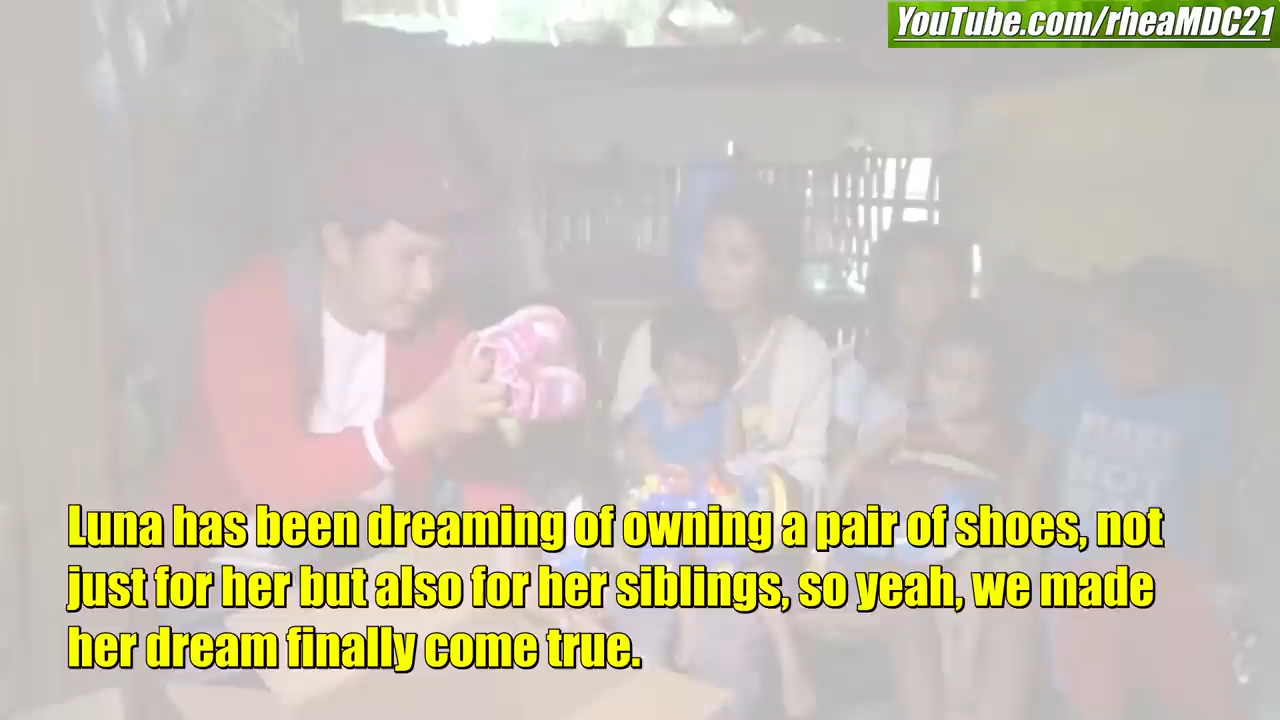 YouTube.com/rheaMDC21
Luna has been dreaming of owning a pair of shoes, not
just for her but also for her siblings, so yeah, we made
her dream finally come true.